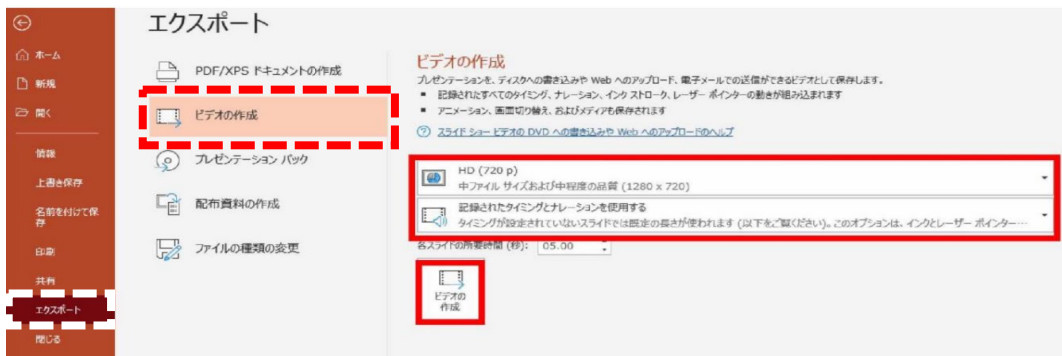 エクスポート
ホーム
新規
開く
情報
上書き保存
名前を付けて保
存
印刷
共有
エクスポート
閉じる
PDF/XPS ドキュメントの作成
ビデオの作成
プレゼンテーション パック
配布資料の作成
ファイルの種類の変更
ビデオの作成
プレゼンテーションを、ディスクへの書き込みや Web へのアップロード、電子メールでの送信ができるビデオとして保存します。
▪ 記録されたすべてのタイミング、ナレーション、インク ストローク、レーザー ポインターの動きが組み込まれます
▪ アニメーション、画面切り替え、およびメディアも保存されます
スライド ショー ビデオの DVD への書き込みや Web へのアップロードのヘルプ
HD (720 p)
中ファイル サイズおよび中程度の品質 (1280 x 720)
記録されたタイミングとナレーションを使用する
タイミングが設定されていないスライドでは既定の長さが使われます (以下をご覧ください)。このオプションは、インクとレーザー ポインター…
各スライドの所要時間 (秒): 05.00
ビデオの
作成